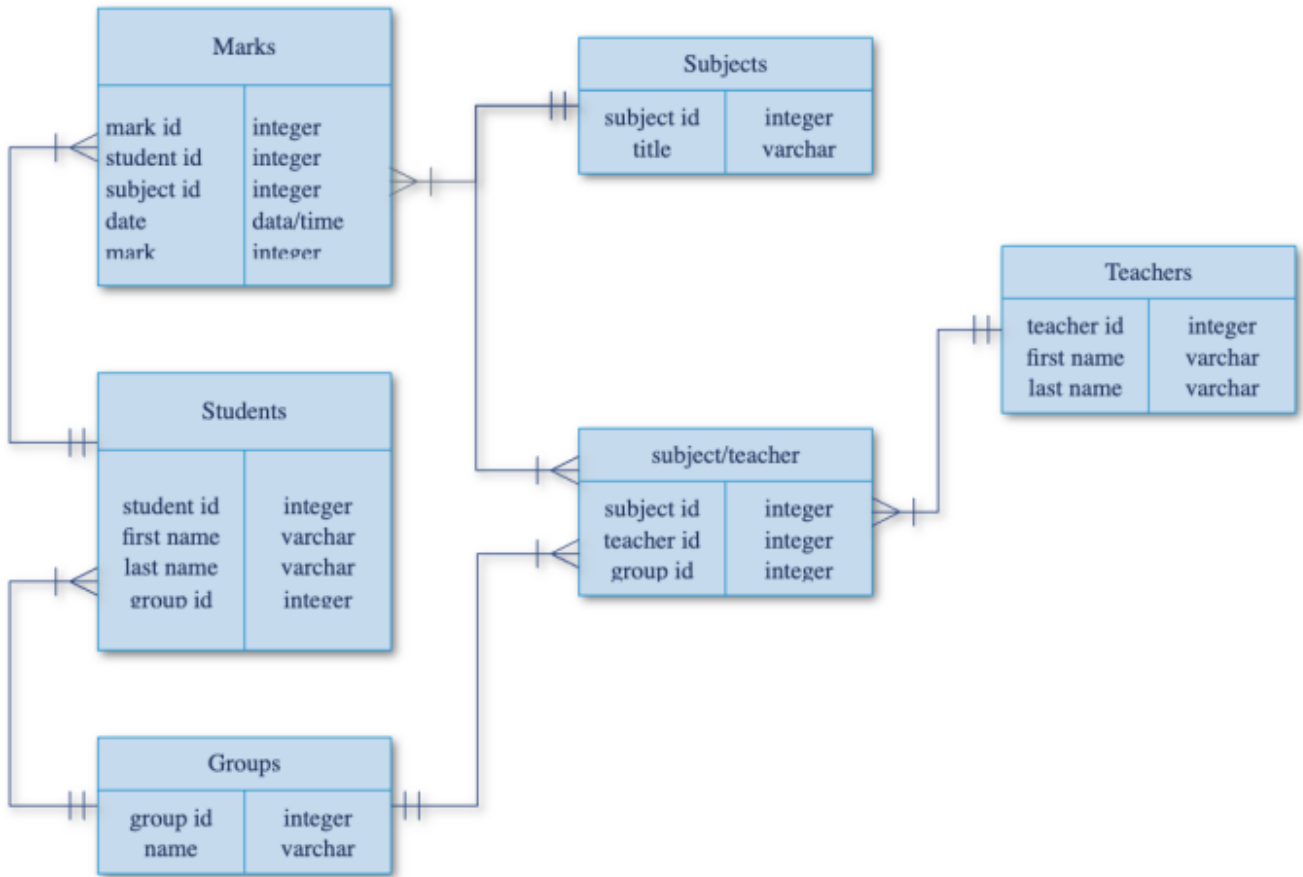 Marks
mark id integer
student id integer
subject id integer
date data/time
mark integer
Subjects
subject id integer
title varchar
Teachers
teacher id integer
first name varchar
last name varchar
Students
student id integer
first name varchar
last name varchar
group id integer
subject/teacher
subject id integer
teacher id integer
group id integer
Groups
group id integer
name varchar